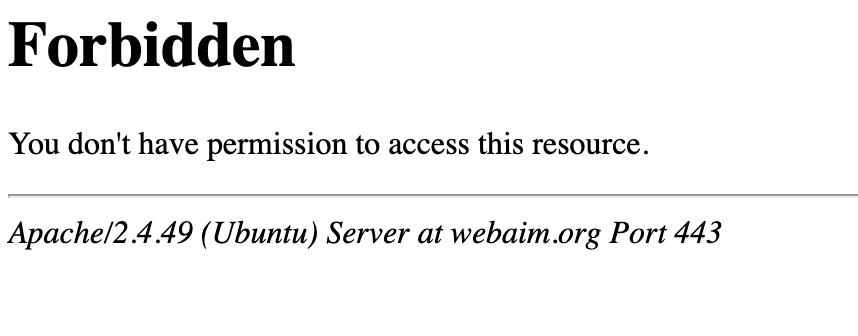 Forbidden
You don't have permission to access this resource.
Apache/2.4.49 (Ubuntu) Server at webaim.org Port 443